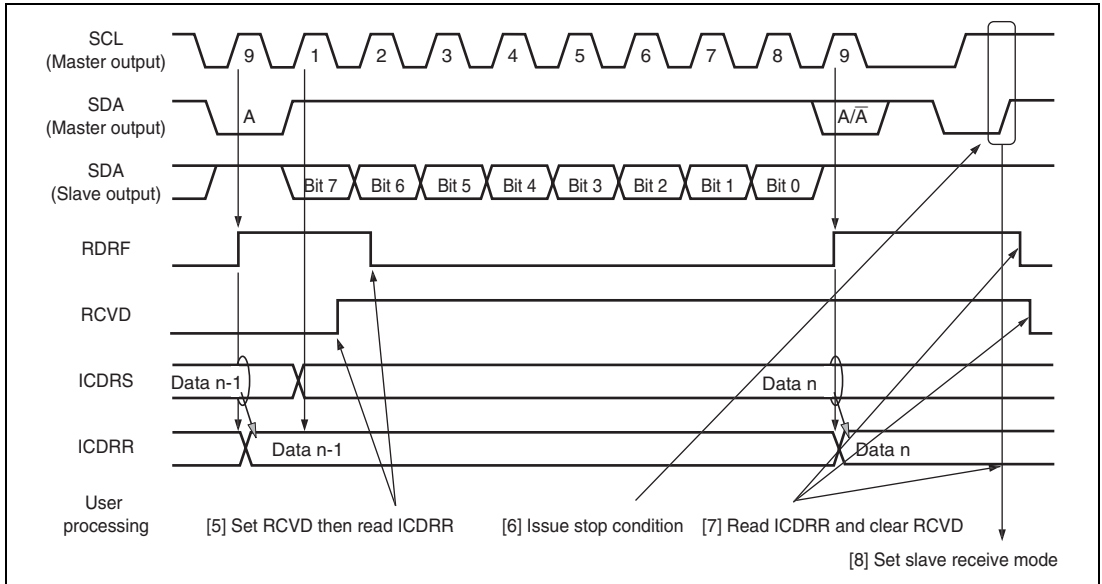 SCL
(Master output)
9 1 2 3 4 5 6 7 8 9
SDA
(Master output)
A A/A̅
SDA
(Slave output)
Bit 7 Bit 6 Bit 5 Bit 4 Bit 3 Bit 2 Bit 1 Bit 0
RDRF
RCVD
ICDRS
Data n-1 Data n
ICDRR
Data n-1 Data n
User
processing
[5] Set RCVD then read ICDRR [6] Issue stop condition [7] Read ICDRR and clear RCVD
[8] Set slave receive mode